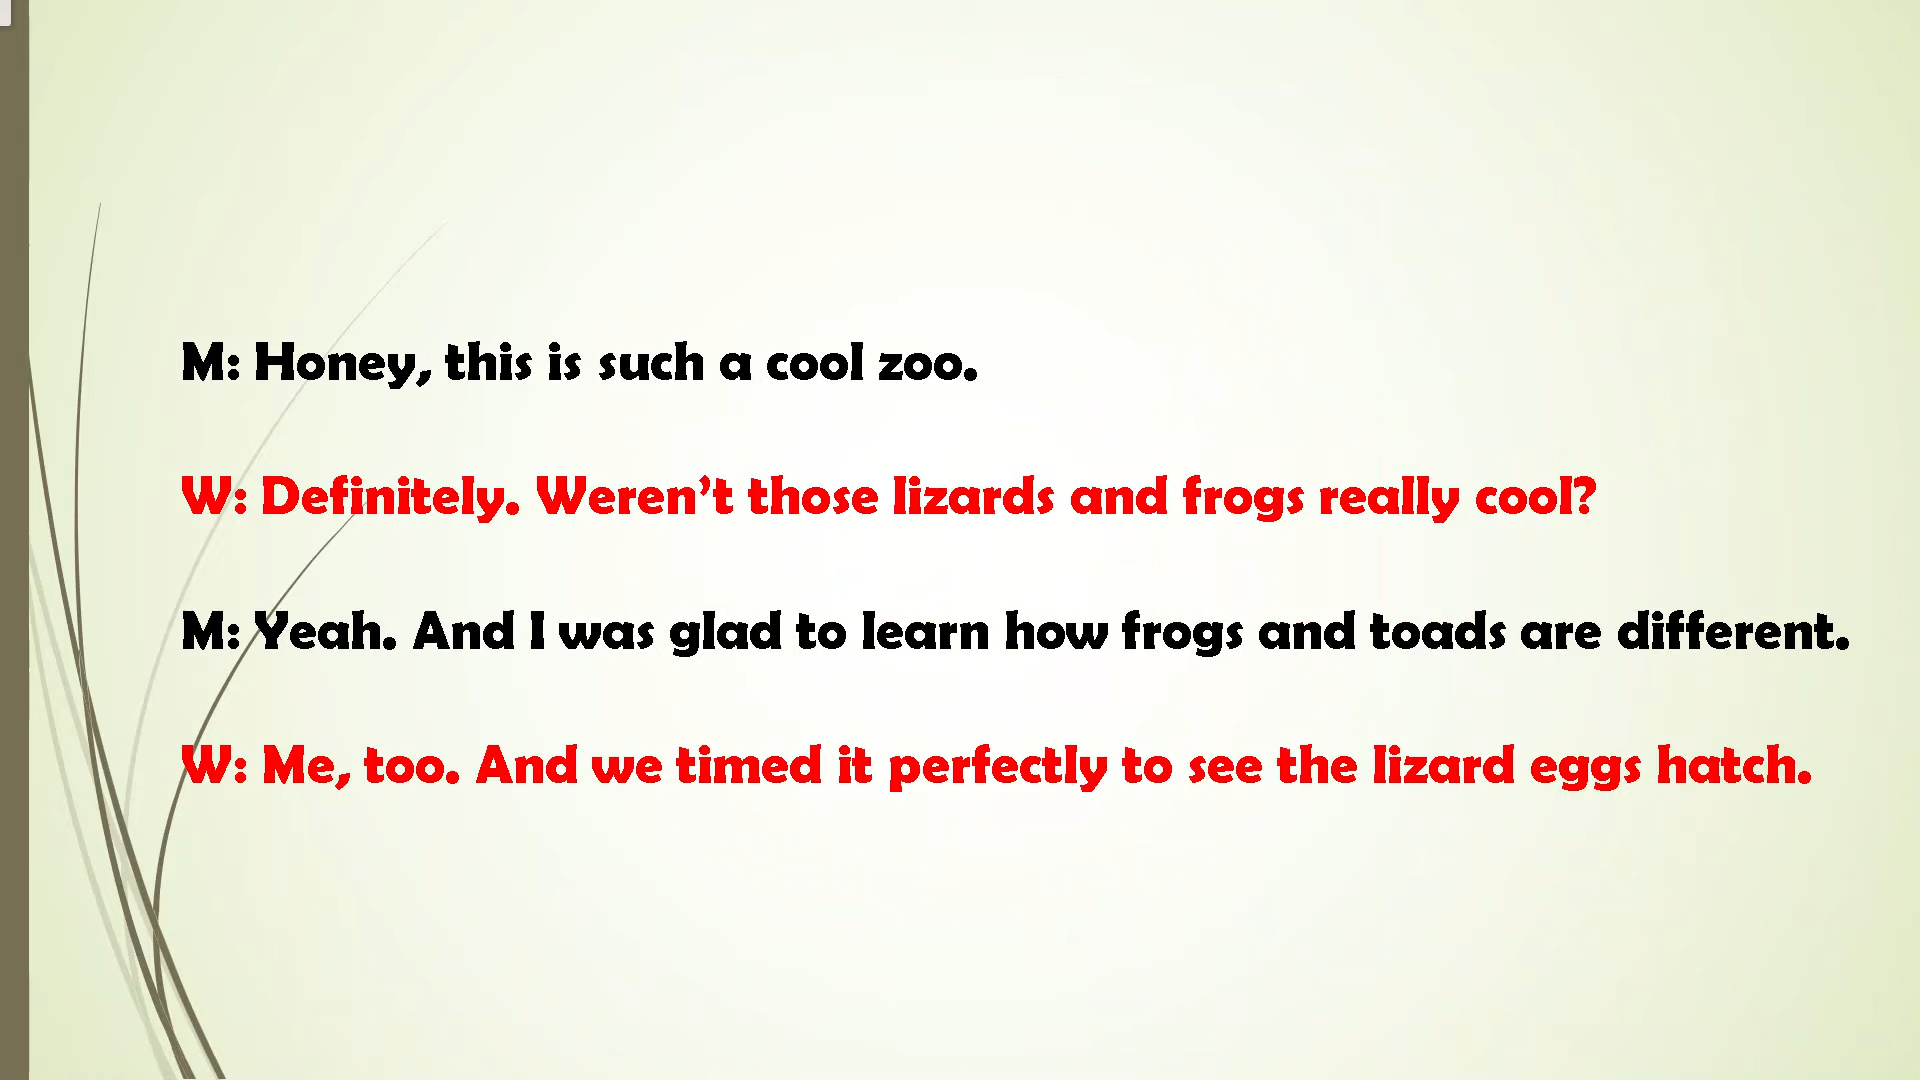 M: Honey, this is such a cool zoo.
W: Definitely. Weren’t those lizards and frogs really cool?
M: Yeah. And I was glad to learn how frogs and toads are different.
W: Me, too. And we timed it perfectly to see the lizard eggs hatch.